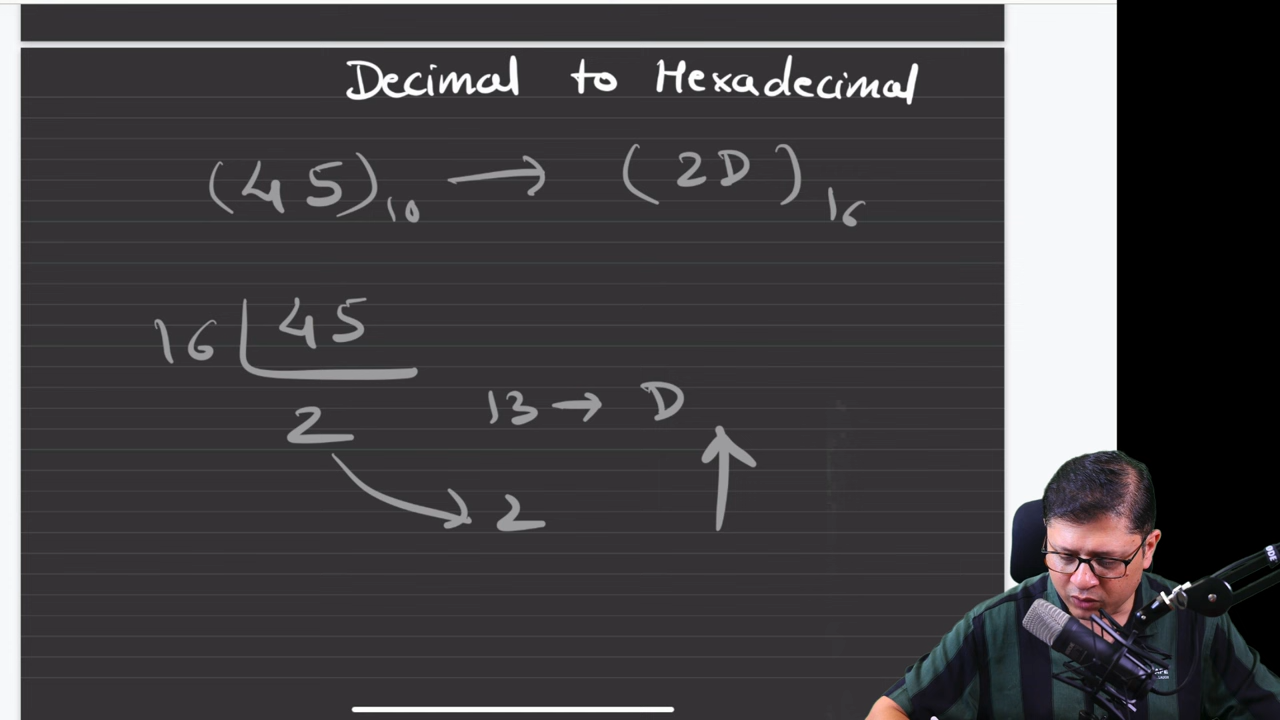 Decimal to Hexadecimal
(45)₁₀ → (2D)₁₆
16 45
2 13 → D
2